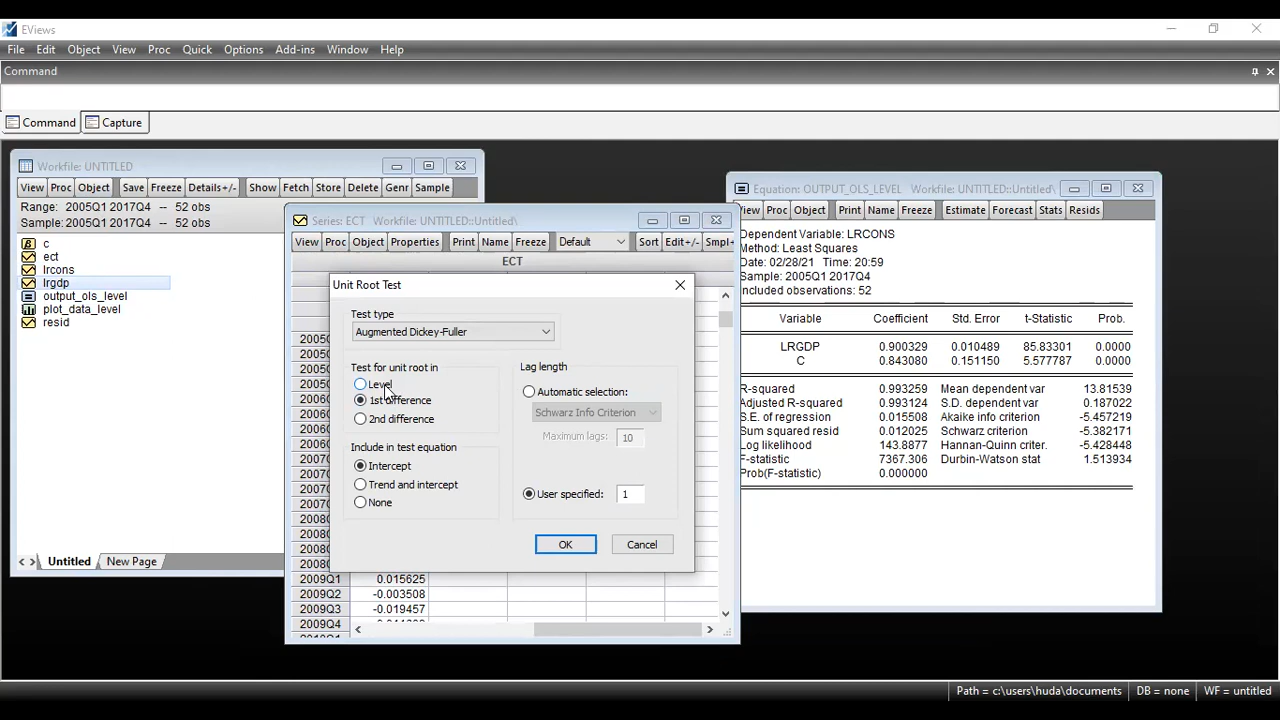 EViews
File Edit Object View Proc Quick Options Add-ins Window Help
Command
Command Capture
Workfile: UNTITLED
View Proc Object Save Freeze Details+/- Show Fetch Store Delete Genr Sample
Range: 2005Q1 2017Q4 -- 52 obs
Sample: 2005Q1 2017Q4 -- 52 obs
c
ect
lrcons
lrgdp
output_ols_level
plot_data_level
resid
Untitled New Page
Series: ECT Workfile: UNTITLED::Untitled\
View Proc Object Properties Print Name Freeze Default Sort Edit+/- Smpl+
ECT
2009Q1 0.015625
2009Q2 -0.003508
2009Q3 -0.019457
2009Q4
Unit Root Test
Test type
Augmented Dickey-Fuller
Test for unit root in
Level
1st difference
2nd difference
Include in test equation
Intercept
Trend and intercept
None
Lag length
Automatic selection:
Schwarz Info Criterion
Maximum lags: 10
User specified: 1
OK Cancel
Equation: OUTPUT_OLS_LEVEL Workfile: UNTITLED::Untitled\
View Proc Object Print Name Freeze Estimate Forecast Stats Resids
Dependent Variable: LRCONS
Method: Least Squares
Date: 02/28/21 Time: 20:59
Sample: 2005Q1 2017Q4
Included observations: 52
Variable Coefficient Std. Error t-Statistic Prob.
LRGDP 0.900329 0.010489 85.83301 0.0000
C 0.843080 0.151150 5.577787 0.0000
R-squared 0.993259 Mean dependent var 13.81539
Adjusted R-squared 0.993124 S.D. dependent var 0.187022
S.E. of regression 0.015508 Akaike info criterion -5.457219
Sum squared resid 0.012025 Schwarz criterion -5.382171
Log likelihood 143.8877 Hannan-Quinn criter. -5.428448
F-statistic 7367.306 Durbin-Watson stat 1.513934
Prob(F-statistic) 0.000000
Path = c:\users\huda\documents DB = none WF = untitled